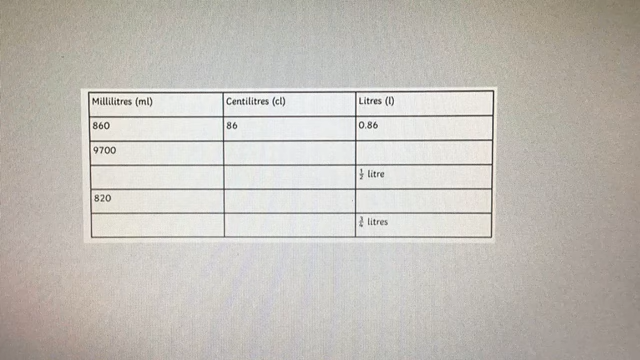 Millilitres (ml) Centilitres (cl) Litres (l)
860 86 0.86
9700
½ litre
820
¾ litres